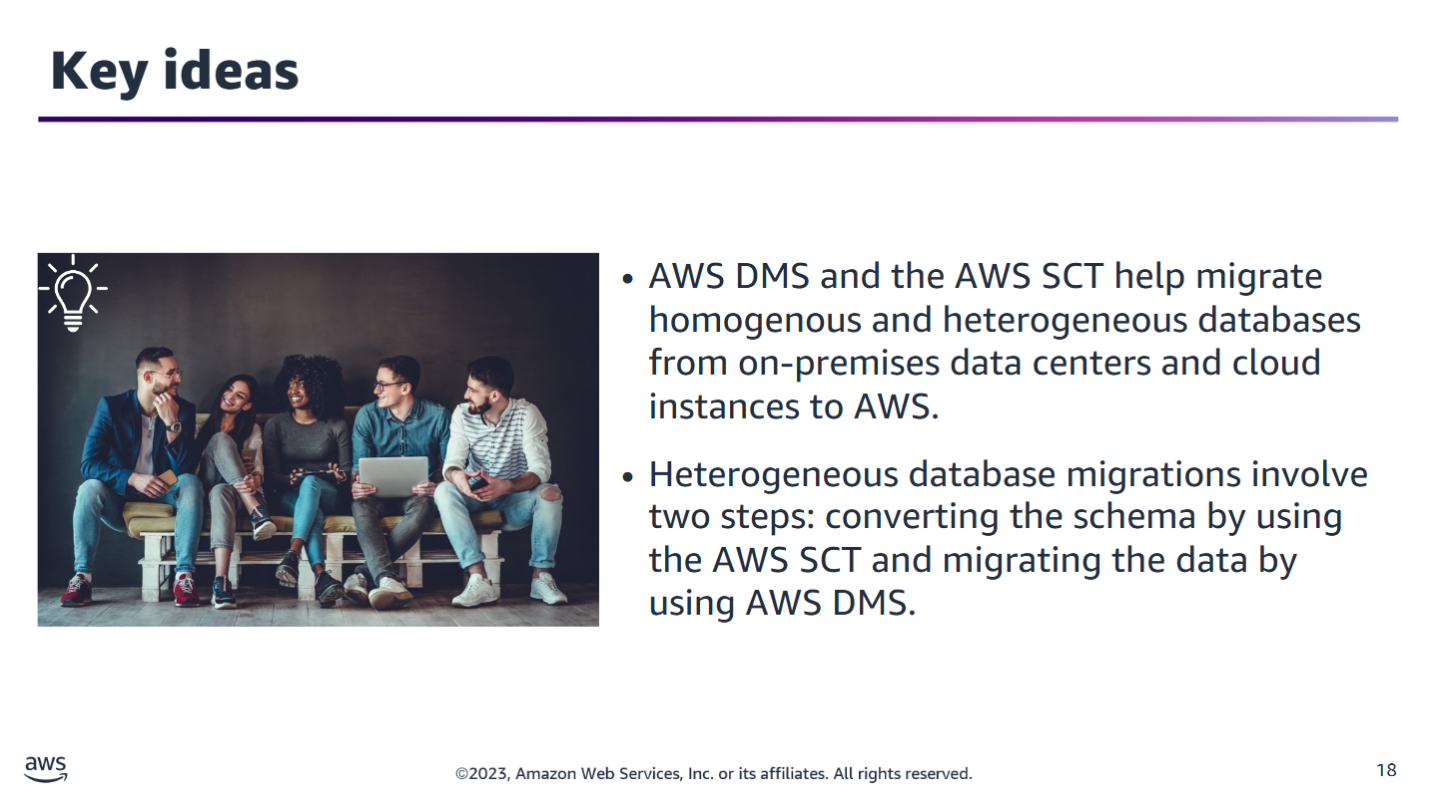 Key ideas
• AWS DMS and the AWS SCT help migrate
homogenous and heterogeneous databases
from on-premises data centers and cloud
instances to AWS.
• Heterogeneous database migrations involve
two steps: converting the schema by using
the AWS SCT and migrating the data by
using AWS DMS.
aws
©2023, Amazon Web Services, Inc. or its affiliates. All rights reserved.
18